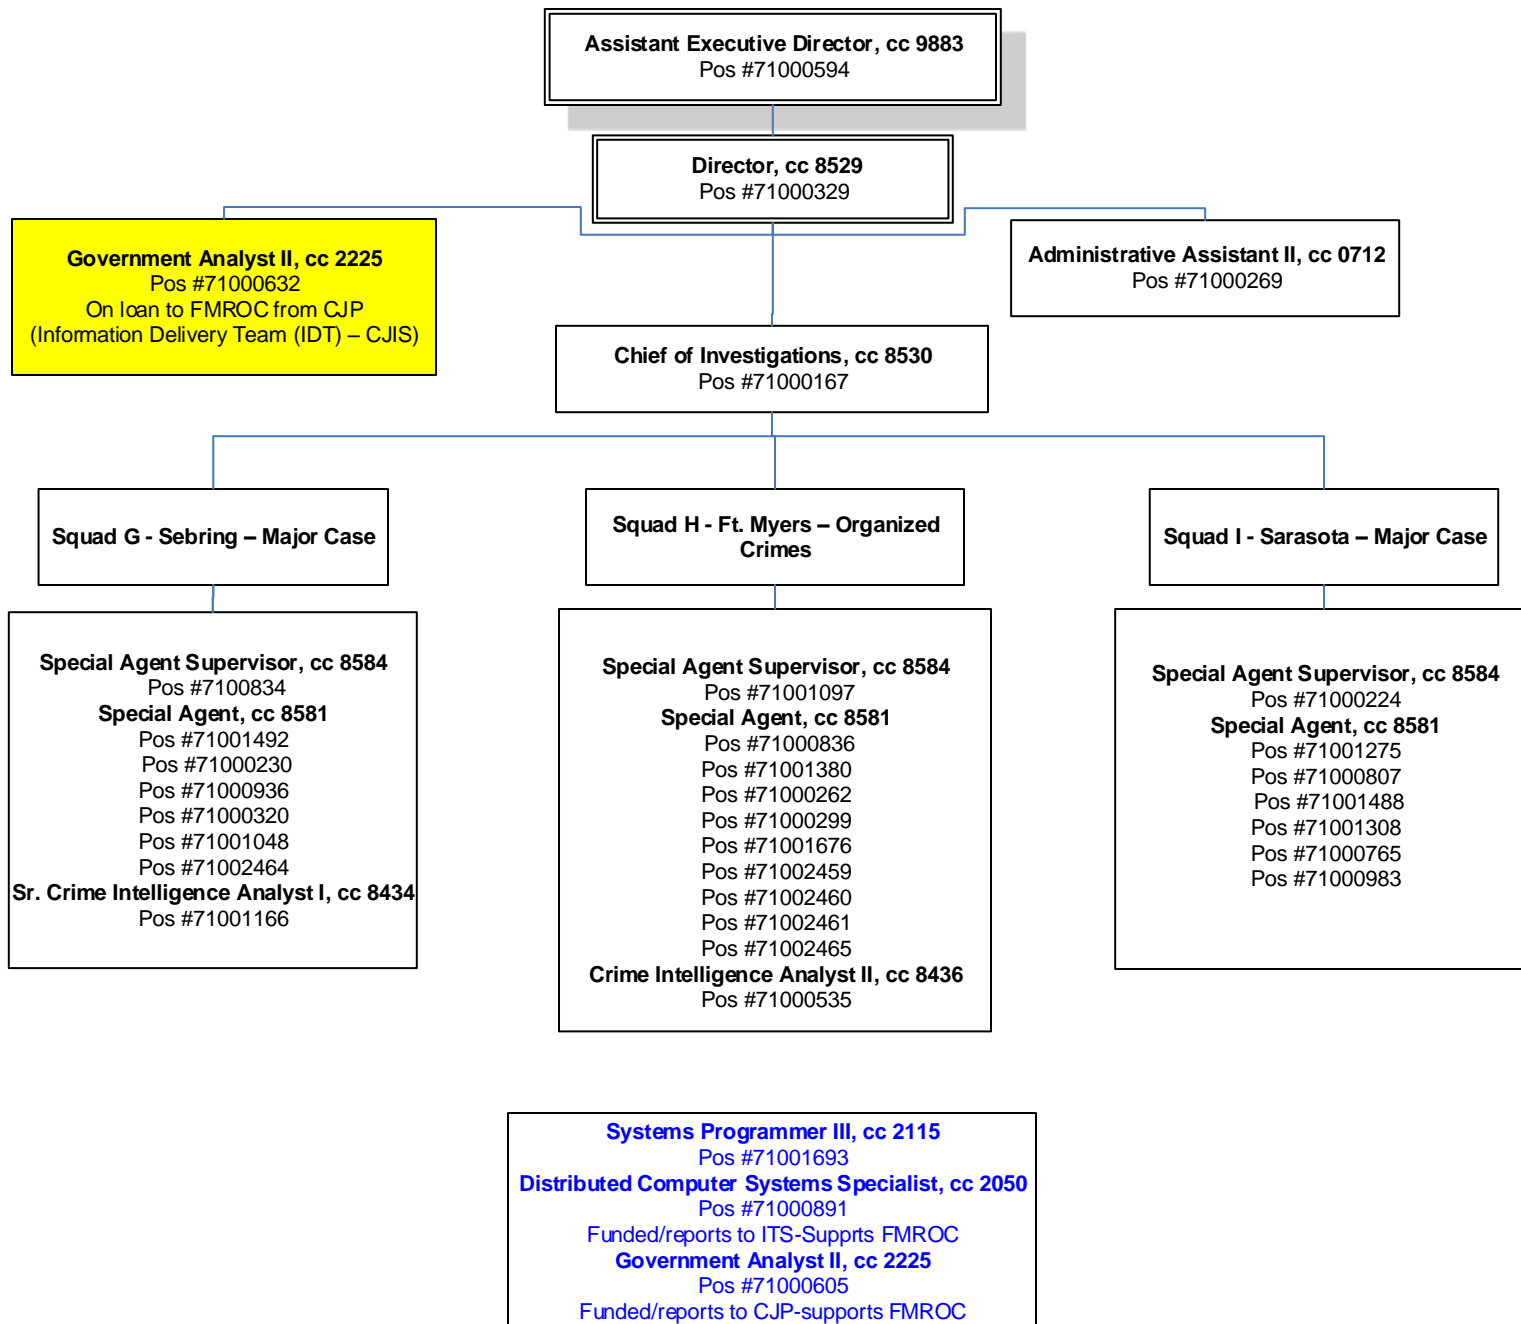 Assistant Executive Director, cc 9883
Pos #71000594
Director, cc 8529
Pos #71000329
Government Analyst II, cc 2225
Pos #71000632
On loan to FMROC from CJP
(Information Delivery Team (IDT) – CJIS)
Administrative Assistant II, cc 0712
Pos #71000269
Chief of Investigations, cc 8530
Pos #71000167
Squad G - Sebring – Major Case
Squad H - Ft. Myers – Organized
Crimes
Squad I - Sarasota – Major Case
Special Agent Supervisor, cc 8584
Pos #7100834
Special Agent, cc 8581
Pos #71001492
Pos #71000230
Pos #71000936
Pos #71000320
Pos #71001048
Pos #71002464
Sr. Crime Intelligence Analyst I, cc 8434
Pos #71001166
Special Agent Supervisor, cc 8584
Pos #71001097
Special Agent, cc 8581
Pos #71000836
Pos #71001380
Pos #71000262
Pos #71000299
Pos #71001676
Pos #71002459
Pos #71002460
Pos #71002461
Pos #71002465
Crime Intelligence Analyst II, cc 8436
Pos #71000535
Special Agent Supervisor, cc 8584
Pos #71000224
Special Agent, cc 8581
Pos #71001275
Pos #71000807
Pos #71001488
Pos #71001308
Pos #71000765
Pos #71000983
Systems Programmer III, cc 2115
Pos #71001693
Distributed Computer Systems Specialist, cc 2050
Pos #71000891
Funded/reports to ITS-Supprts FMROC
Government Analyst II, cc 2225
Pos #71000605
Funded/reports to CJP-supports FMROC